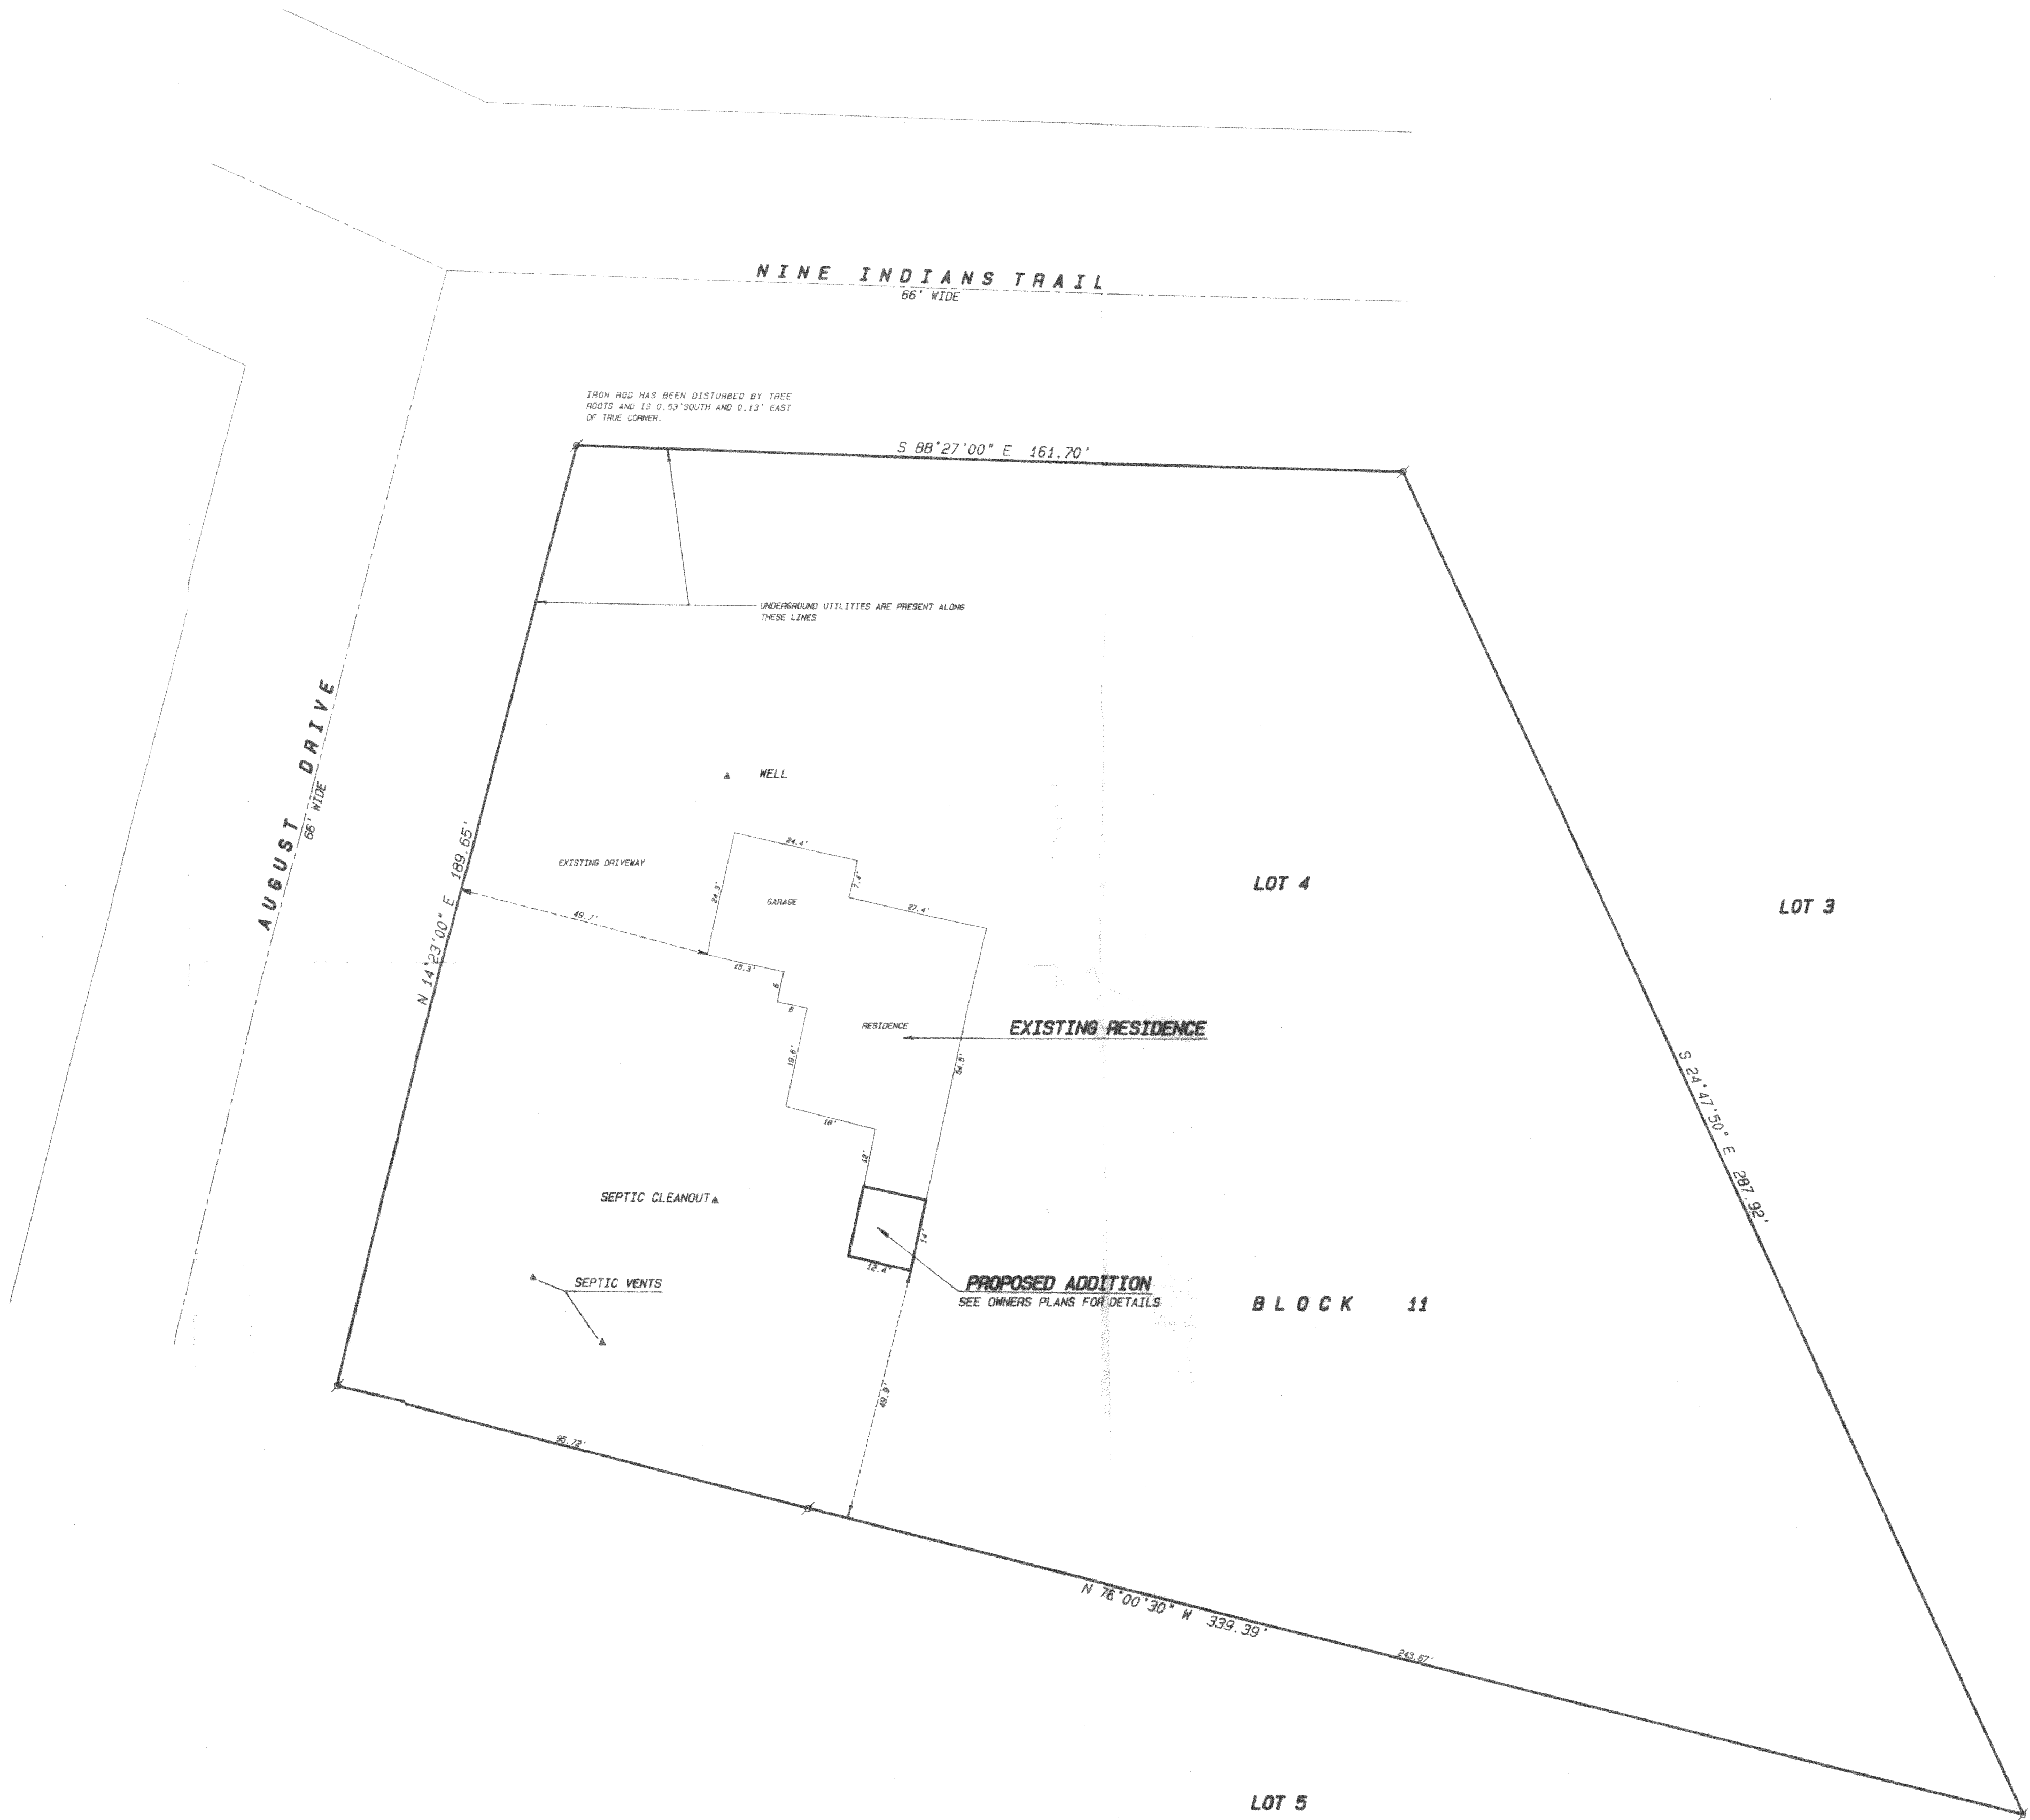 NINE INDIANS TRAIL
66' WIDE
IRON ROD HAS BEEN DISTURBED BY TREE
ROOTS AND IS 0.53'SOUTH AND 0.13' EAST
OF TRUE CORNER.
S 88°27'00" E 161.70'
UNDERGROUND UTILITIES ARE PRESENT ALONG
THESE LINES
AUGUST DRIVE
66' WIDE
N 14°23'00" E 189.65'
WELL
EXISTING DRIVEWAY
24.4'
7.4'
24.3'
GARAGE
27.4'
49.7'
15.3'
6
6
LOT 4
LOT 3
RESIDENCE
EXISTING RESIDENCE
19.6'
54.5'
18'
12'
S 24°47'50" E 287.92'
SEPTIC CLEANOUT
14'
12.4'
SEPTIC VENTS
PROPOSED ADDITION
SEE OWNERS PLANS FOR DETAILS
BLOCK 11
49.9'
95.72'
N 76°00'30" W 339.39'
243.67'
LOT 5